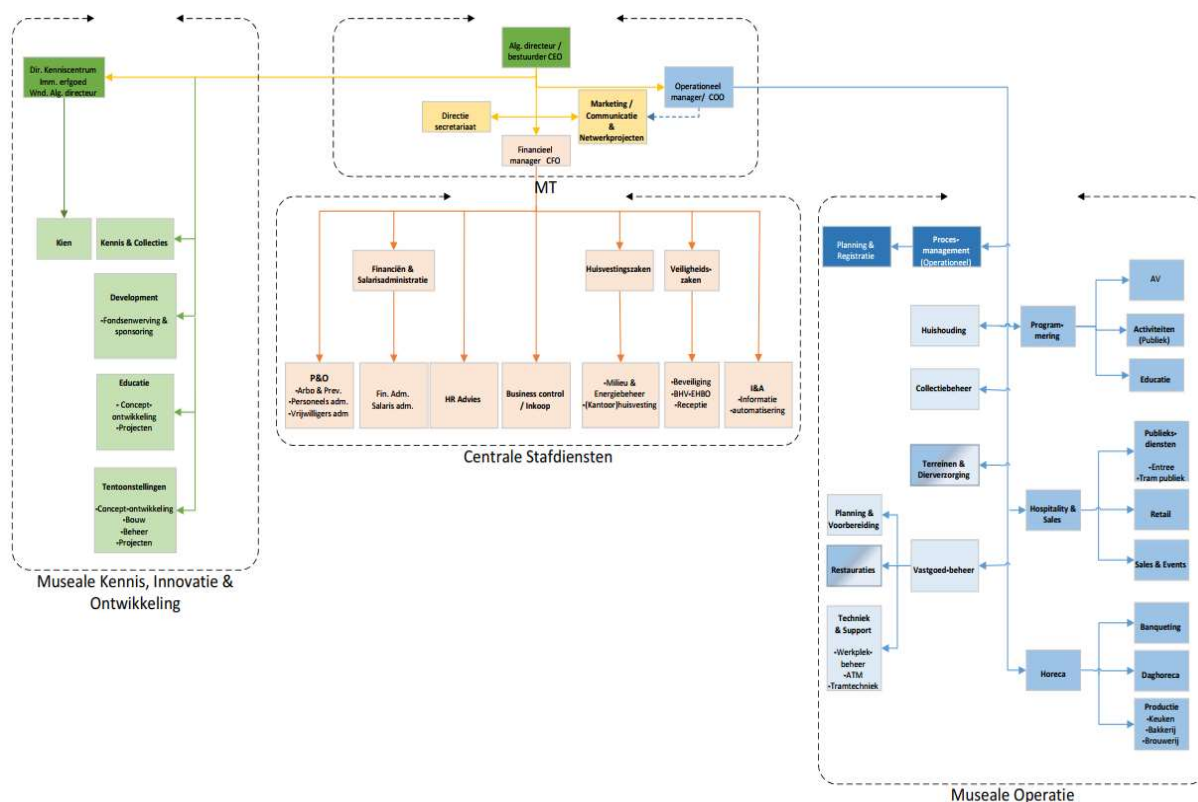 Alg. directeur /
bestuurder CEO
Dir. Kenniscentrum
Imm. erfgoed
Wnd. Alg. directeur
Operationeel
manager/ COO
Directie
secretariaat
Marketing /
Communicatie
&
Netwerkprojecten
Financieel
manager CFO
MT
Kien
Kennis & Collecties
Development
•Fondsenwerving &
sponsoring
Educatie
• Concept-
ontwikkeling
•Projecten
Tentoonstellingen
•Concept-ontwikkeling
•Bouw
•Beheer
•Projecten
Museale Kennis, Innovatie &
Ontwikkeling
Financiën &
Salarisadministratie
Huisvestingszaken
Veiligheids-
zaken
P&O
•Arbo & Prev.
•Personeels adm.
•Vrijwilligers adm
Fin. Adm.
Salaris adm.
HR Advies
Business control
/ Inkoop
•Milieu &
Energiebeheer
•(Kantoor)huisvesting
•Beveiliging
•BHV-EHBO
•Receptie
I&A
•Informatie
•automatisering
Centrale Stafdiensten
Planning &
Registratie
Proces-
management
(Operationeel)
Huishouding
Collectiebeheer
Terreinen &
Dierverzorging
Planning &
Voorbereiding
Restauraties
Vastgoed-beheer
Techniek
& Support
•Werkplek-
beheer
•ATM
•Tramtechniek
Program-
mering
AV
Activiteiten
(Publiek)
Educatie
Hospitality &
Sales
Publieks-
diensten
•Entree
•Tram publiek
Retail
Sales & Events
Horeca
Banqueting
Daghoreca
Productie
•Keuken
•Bakkerij
•Brouwerij
Museale Operatie